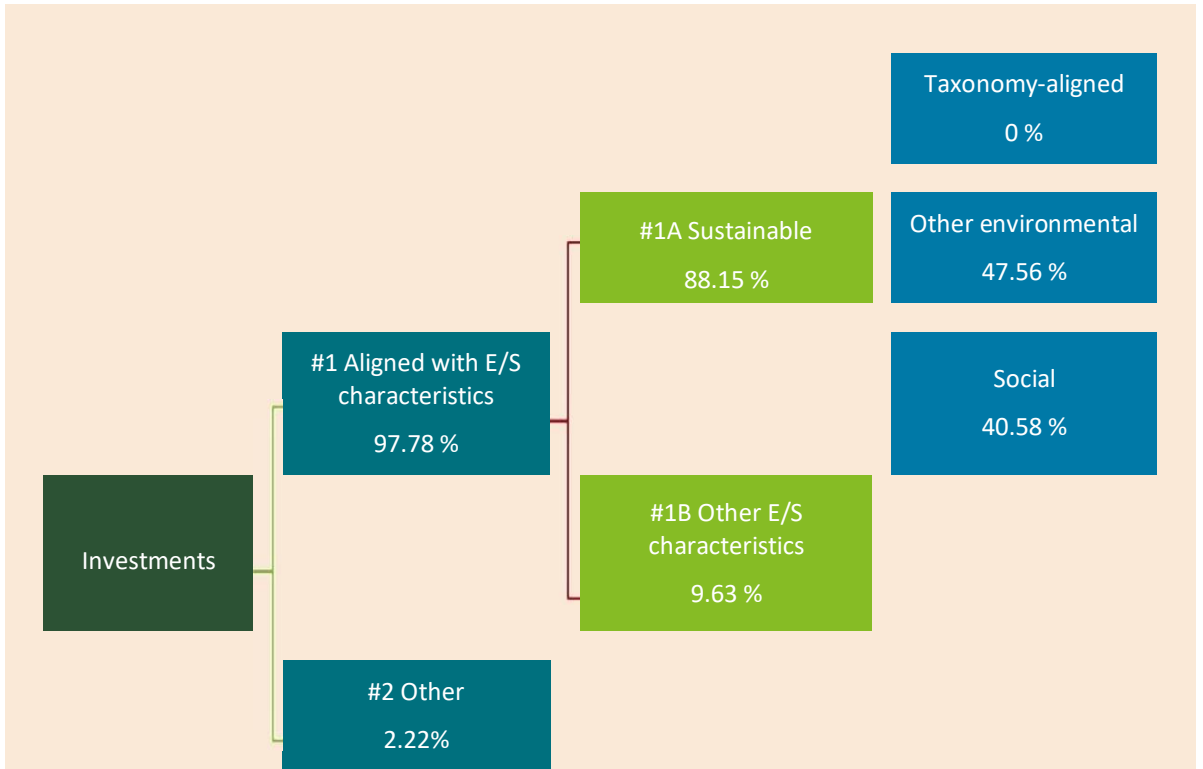 Investments
#1 Aligned with E/S
characteristics
97.78 %
#2 Other
2.22%
#1A Sustainable
88.15 %
#1B Other E/S
characteristics
9.63 %
Taxonomy-aligned
0 %
Other environmental
47.56 %
Social
40.58 %